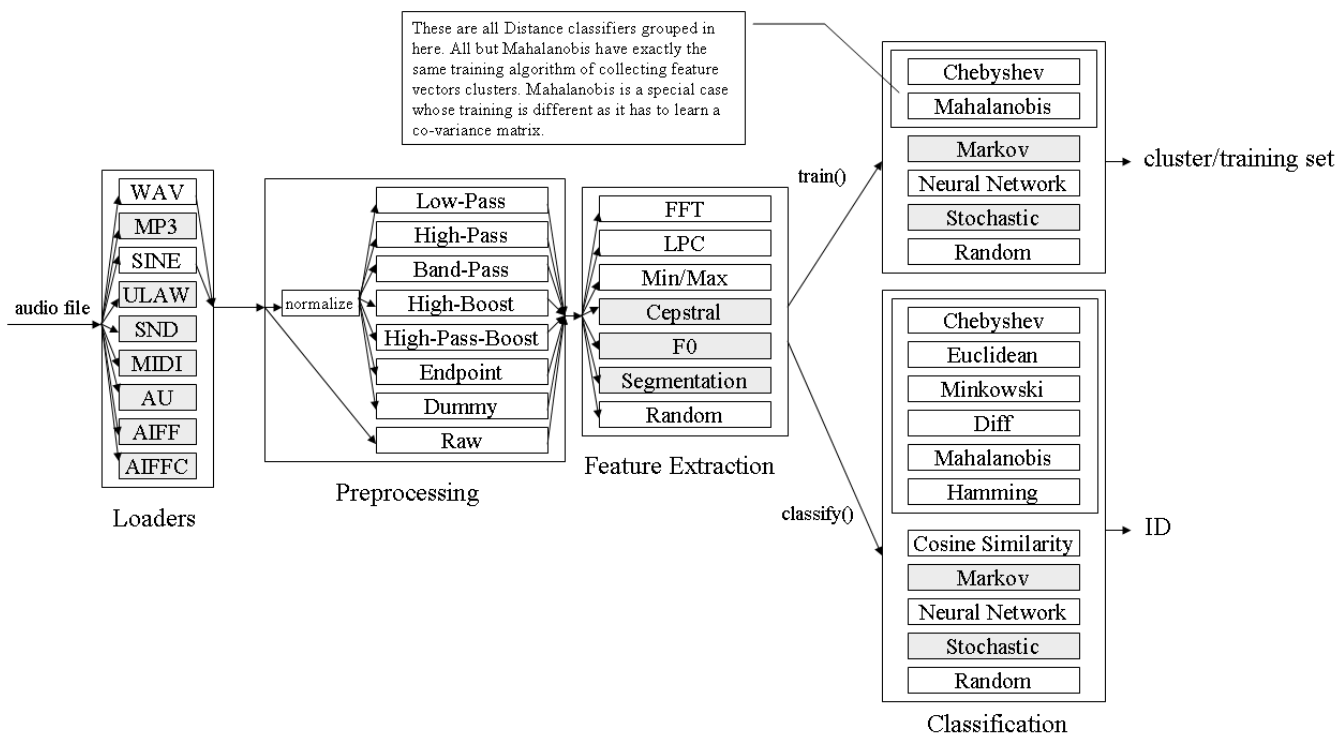 These are all Distance classifiers grouped in
here. All but Mahalanobis have exactly the
same training algorithm of collecting feature
vectors clusters. Mahalanobis is a special case
whose training is different as it has to learn a
co-variance matrix.
audio file
WAV
MP3
SINE
ULAW
SND
MIDI
AU
AIFF
AIFFC
Loaders
normalize
Low-Pass
High-Pass
Band-Pass
High-Boost
High-Pass-Boost
Endpoint
Dummy
Raw
Preprocessing
FFT
LPC
Min/Max
Cepstral
F0
Segmentation
Random
Feature Extraction
train()
Chebyshev
Mahalanobis
Markov
Neural Network
Stochastic
Random
cluster/training set
classify()
Chebyshev
Euclidean
Minkowski
Diff
Mahalanobis
Hamming
Cosine Similarity
Markov
Neural Network
Stochastic
Random
ID
Classification